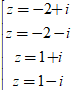 z = −2+i
z = −2−i
z = 1+i
z = 1−i